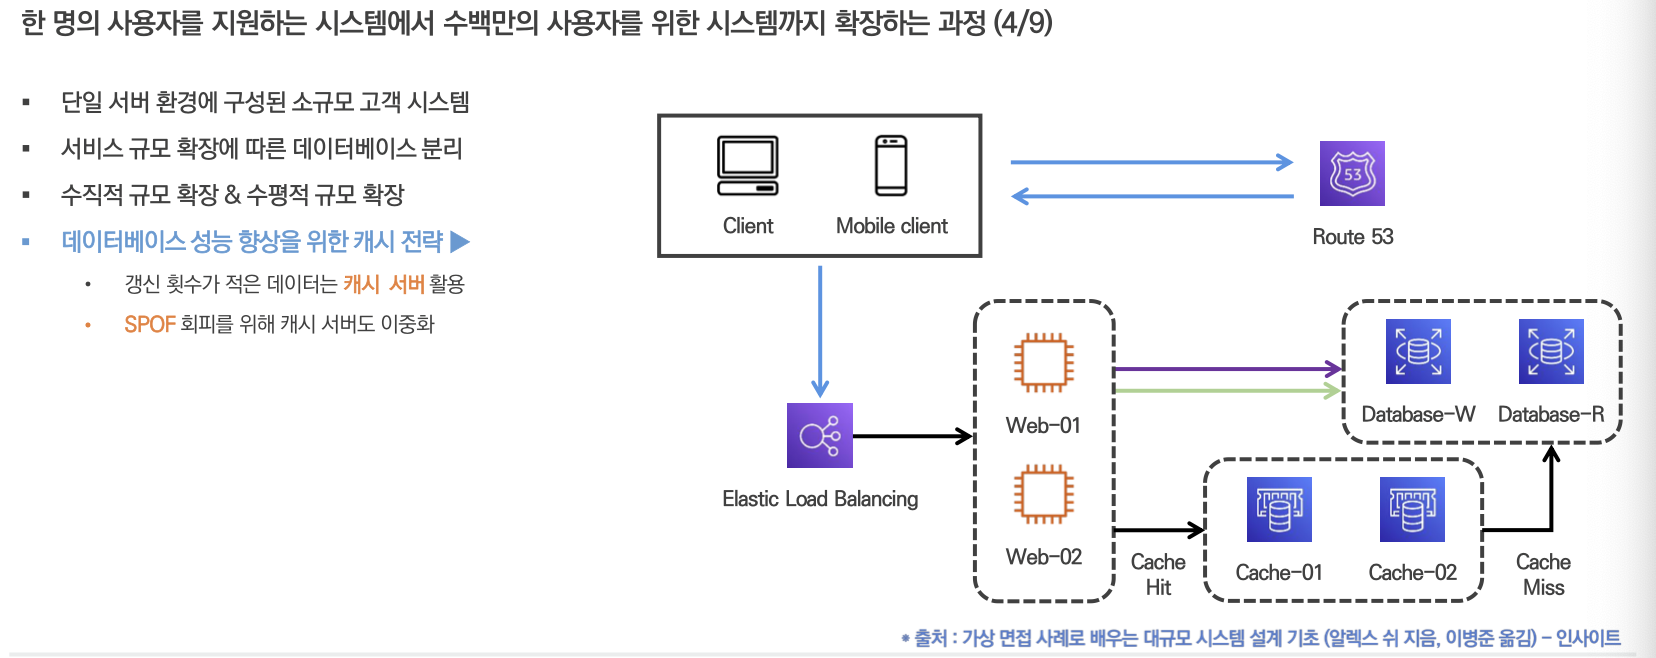 한 명의 사용자를 지원하는 시스템에서 수백만의 사용자를 위한 시스템까지 확장하는 과정 (4/9)
▪ 단일 서버 환경에 구성된 소규모 고객 시스템
▪ 서비스 규모 확장에 따른 데이터베이스 분리
▪ 수직적 규모 확장 & 수평적 규모 확장
▪ 데이터베이스 성능 향상을 위한 캐시 전략 ▶
• 갱신 횟수가 적은 데이터는 캐시 서버 활용
• SPOF 회피를 위해 캐시 서버도 이중화
Client
Mobile client
53
Route 53
Elastic Load Balancing
Web-01
Web-02
Database-W
Database-R
Cache
Hit
Cache-01
Cache-02
Cache
Miss
* 출처 : 가상 면접 사례로 배우는 대규모 시스템 설계 기초 (알렉스 쉬 지음, 이병준 옮김) - 인사이트